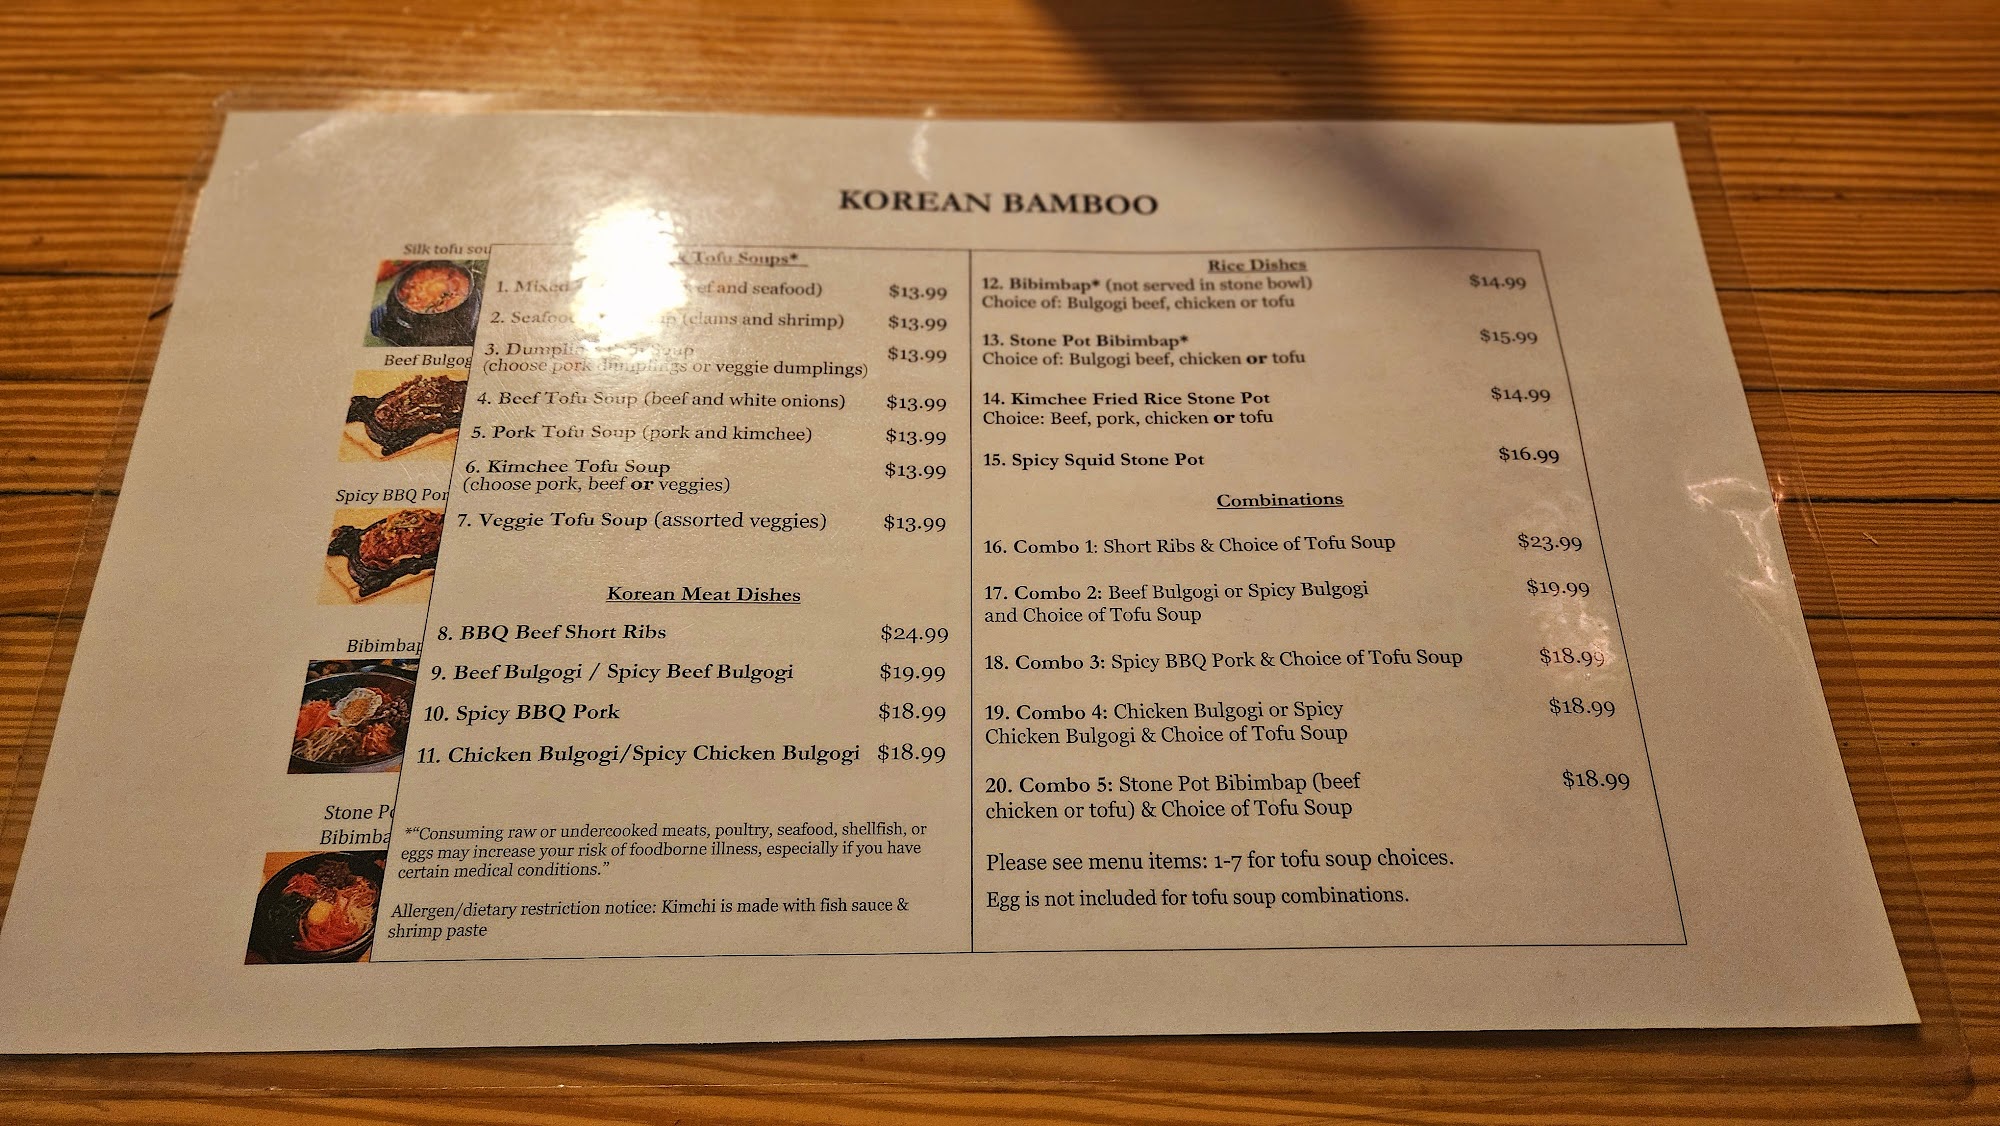 KOREAN BAMBOO
Silk tofu sou
Beef Bulgog
Spicy BBQ Por
Bibimbap
Stone Po
Bibimba
Tofu Soups*
1. Mixed and seafood) $13.99
2. Seafood (clams and shrimp) $13.99
3. $13.99
(choose pork dumplings or veggie dumplings)
4. Beef Tofu Soup (beef and white onions) $13.99
5. Pork Tofu Soup (pork and kimchee) $13.99
6. Kimchee Tofu Soup $13.99
(choose pork, beef or veggies)
7. Veggie Tofu Soup (assorted veggies) $13.99
Korean Meat Dishes
8. BBQ Beef Short Ribs $24.99
9. Beef Bulgogi / Spicy Beef Bulgogi $19.99
10. Spicy BBQ Pork $18.99
11. Chicken Bulgogi/Spicy Chicken Bulgogi $18.99
*“Consuming raw or undercooked meats, poultry, seafood, shellfish, or
eggs may increase your risk of foodborne illness, especially if you have
certain medical conditions.”
Allergen/dietary restriction notice: Kimchi is made with fish sauce &
shrimp paste
Rice Dishes
12. Bibimbap* (not served in stone bowl) $14.99
Choice of: Bulgogi beef, chicken or tofu
13. Stone Pot Bibimbap* $15.99
Choice of: Bulgogi beef, chicken or tofu
14. Kimchee Fried Rice Stone Pot $14.99
Choice: Beef, pork, chicken or tofu
15. Spicy Squid Stone Pot $16.99
Combinations
16. Combo 1: Short Ribs & Choice of Tofu Soup $23.99
17. Combo 2: Beef Bulgogi or Spicy Bulgogi $19.99
and Choice of Tofu Soup
18. Combo 3: Spicy BBQ Pork & Choice of Tofu Soup $18.99
19. Combo 4: Chicken Bulgogi or Spicy $18.99
Chicken Bulgogi & Choice of Tofu Soup
20. Combo 5: Stone Pot Bibimbap (beef $18.99
chicken or tofu) & Choice of Tofu Soup
Please see menu items: 1-7 for tofu soup choices.
Egg is not included for tofu soup combinations.